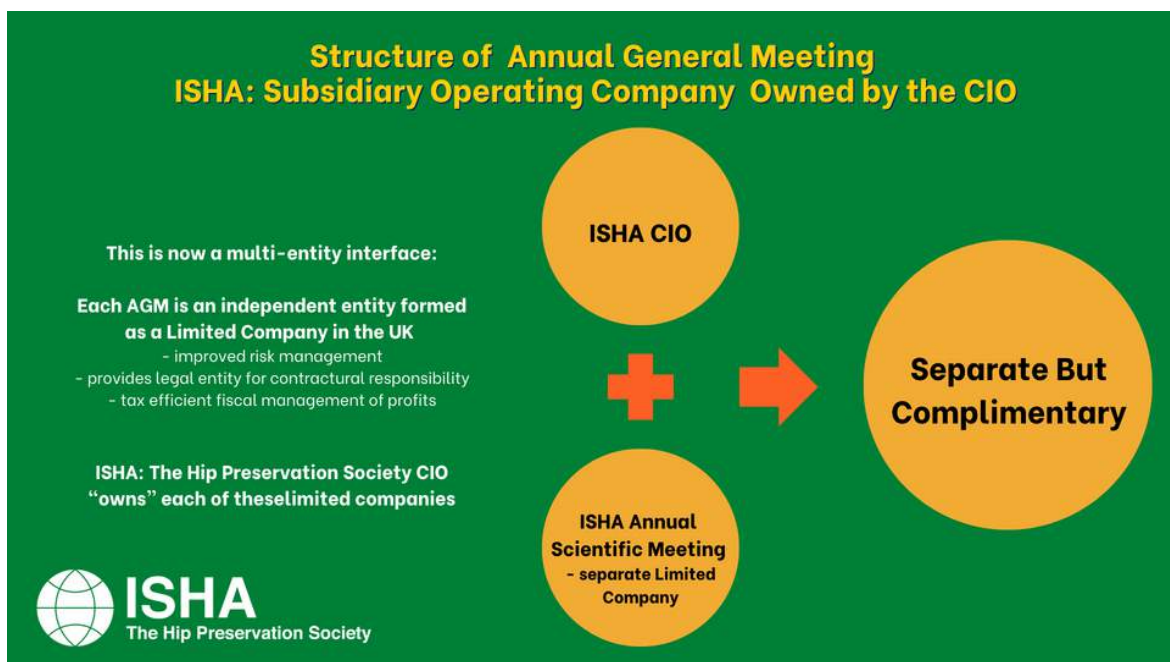 Structure of Annual General Meeting
ISHA: Subsidiary Operating Company Owned by the CIO
This is now a multi-entity interface:
Each AGM is an independent entity formed
as a Limited Company in the UK
- improved risk management
- provides legal entity for contractural responsibility
- tax efficient fiscal management of profits
ISHA: The Hip Preservation Society CIO
“owns” each of theselimited companies
ISHA CIO
ISHA Annual
Scientific Meeting
- separate Limited
Company
Separate But
Complimentary
ISHA
The Hip Preservation Society